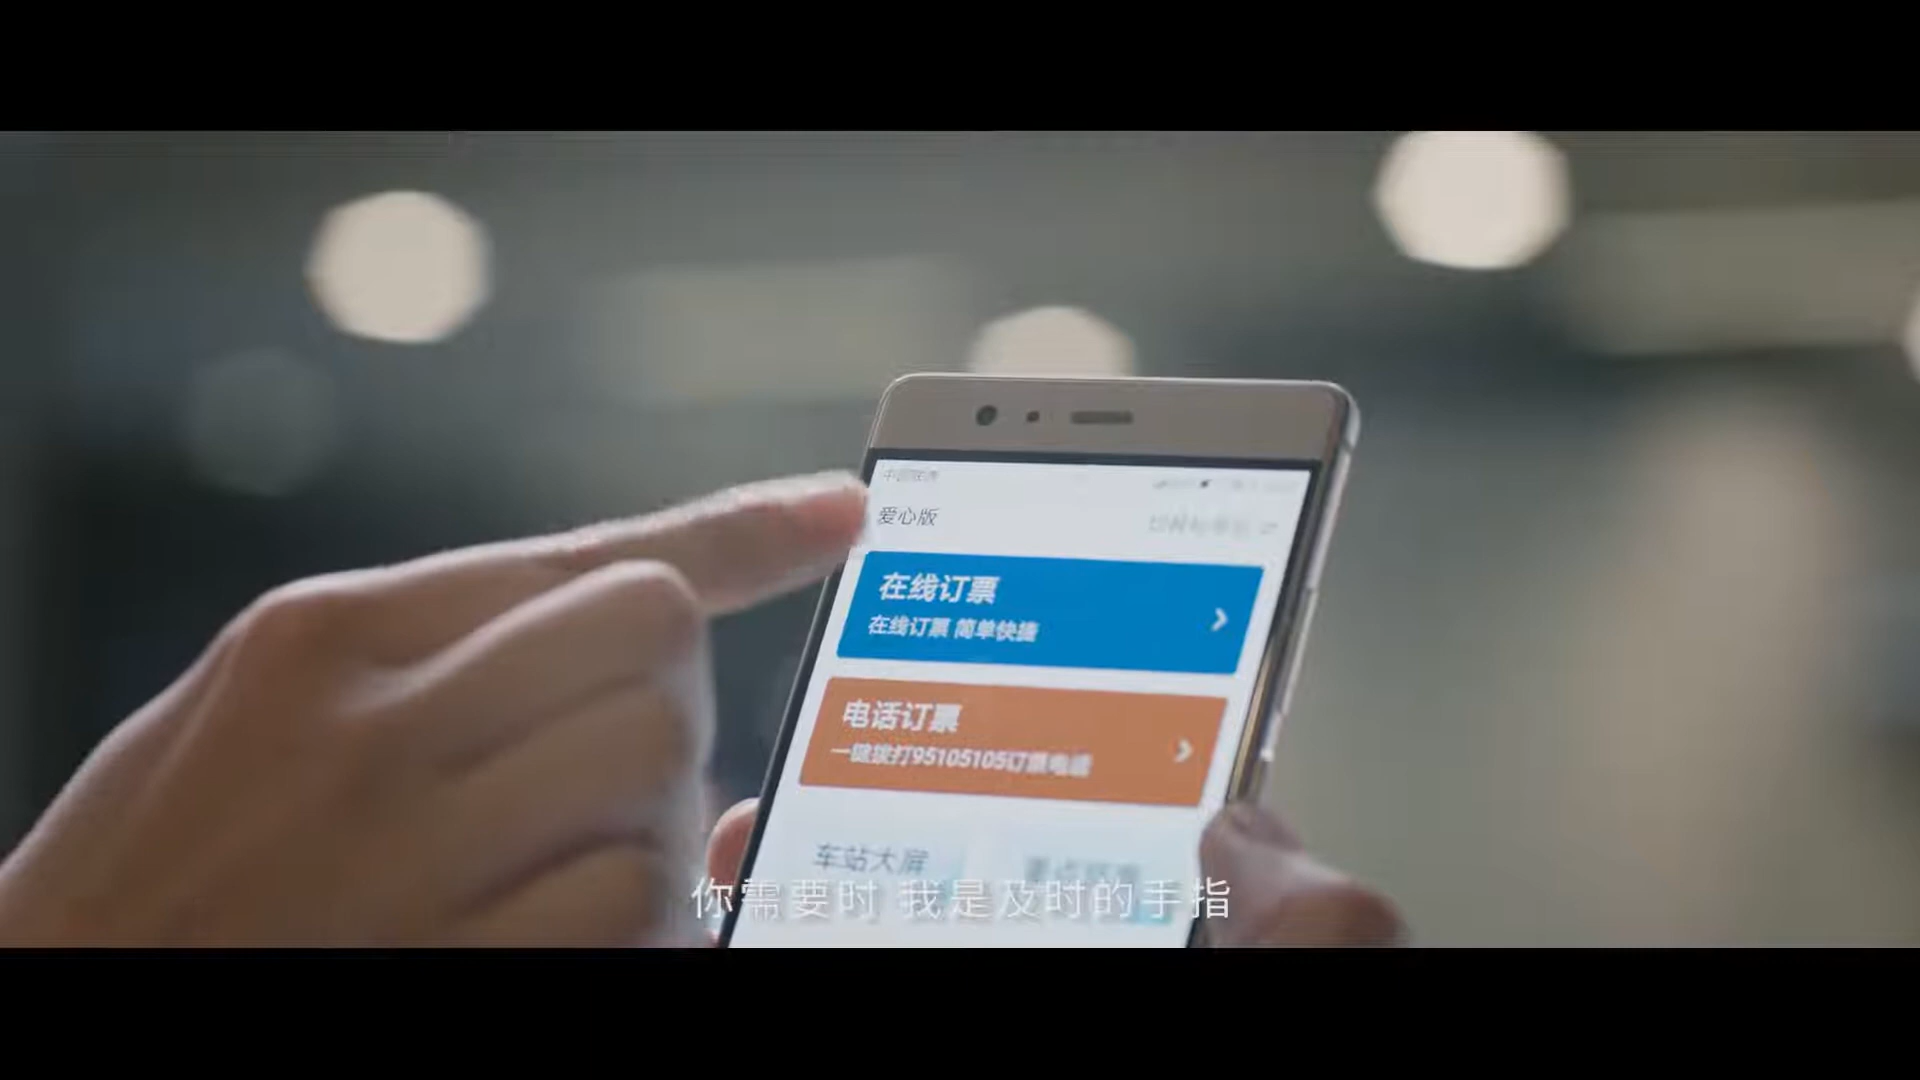 爱心版
在线订票
在线订票 简单快捷
电话订票
一键拨打95105105订票电话
车站大屏
你需要时 我是及时的手指